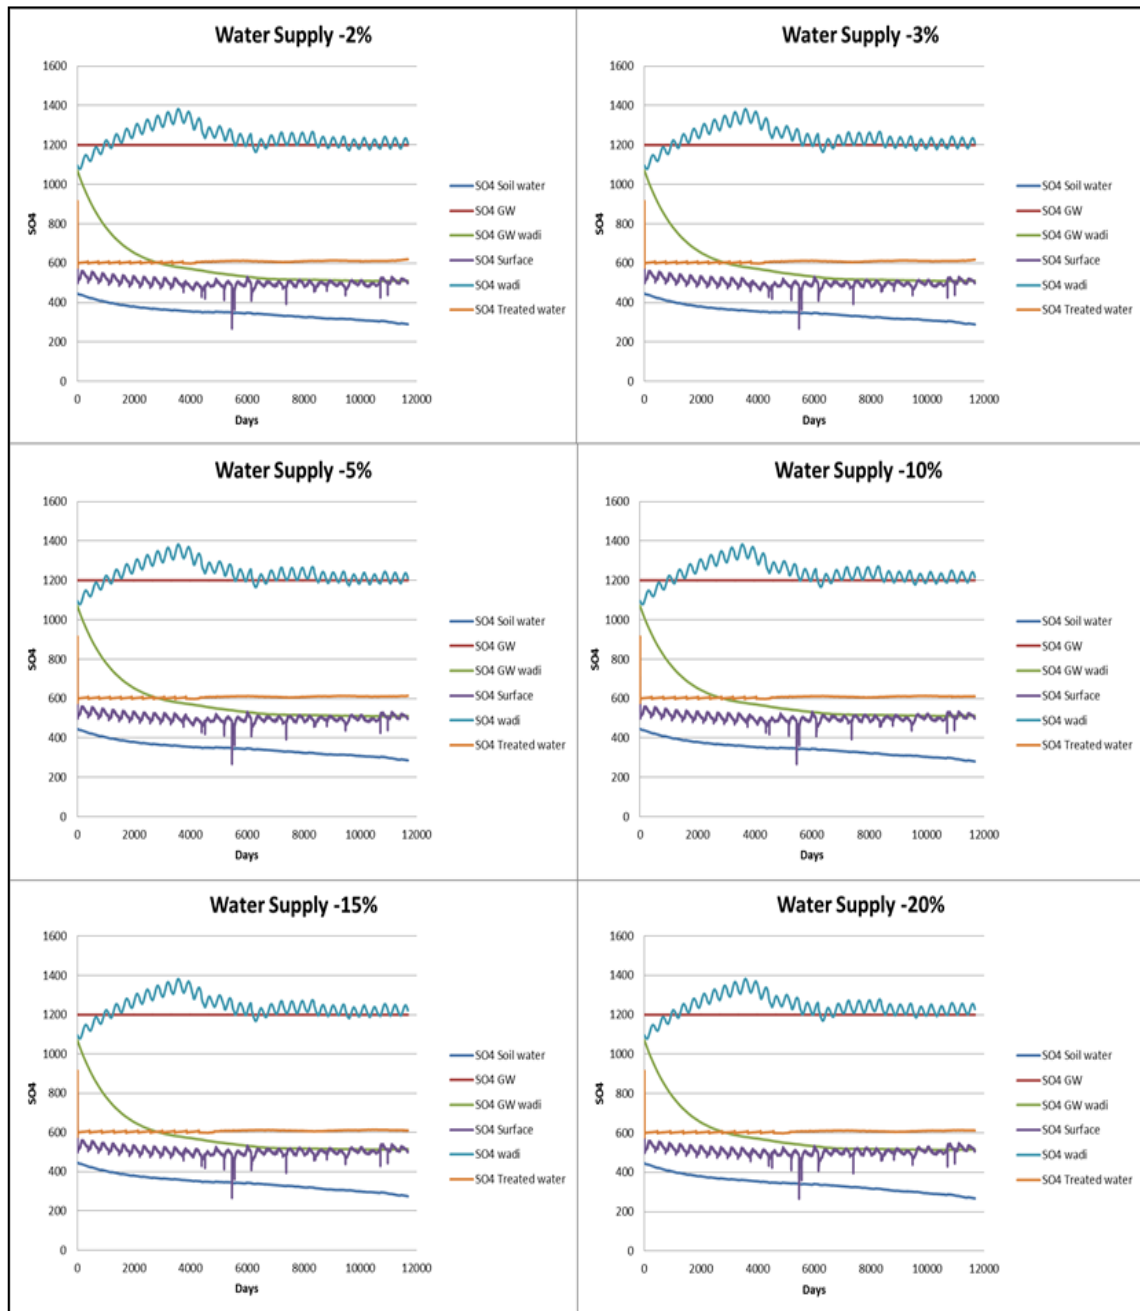 Water Supply -2%
1600
1400
1200
1000
800
600
400
200
0
SO4
0 2000 4000 6000 8000 10000 12000
Days
SO4 Soil water
SO4 GW
SO4 GW wadi
SO4 Surface
SO4 wadi
SO4 Treated water
Water Supply -3%
1600
1400
1200
1000
800
600
400
200
0
SO4
0 2000 4000 6000 8000 10000 12000
Days
SO4 Soil water
SO4 GW
SO4 GW wadi
SO4 Surface
SO4 wadi
SO4 Treated water
Water Supply -5%
1600
1400
1200
1000
800
600
400
200
0
SO4
0 2000 4000 6000 8000 10000 12000
Days
SO4 Soil water
SO4 GW
SO4 GW wadi
SO4 Surface
SO4 wadi
SO4 Treated water
Water Supply -10%
1600
1400
1200
1000
800
600
400
200
0
SO4
0 2000 4000 6000 8000 10000 12000
Days
SO4 Soil water
SO4 GW
SO4 GW wadi
SO4 Surface
SO4 wadi
SO4 Treated water
Water Supply -15%
1600
1400
1200
1000
800
600
400
200
0
SO4
0 2000 4000 6000 8000 10000 12000
Days
SO4 Soil water
SO4 GW
SO4 GW wadi
SO4 Surface
SO4 wadi
SO4 Treated water
Water Supply -20%
1600
1400
1200
1000
800
600
400
200
0
SO4
0 2000 4000 6000 8000 10000 12000
Days
SO4 Soil water
SO4 GW
SO4 GW wadi
SO4 Surface
SO4 wadi
SO4 Treated water